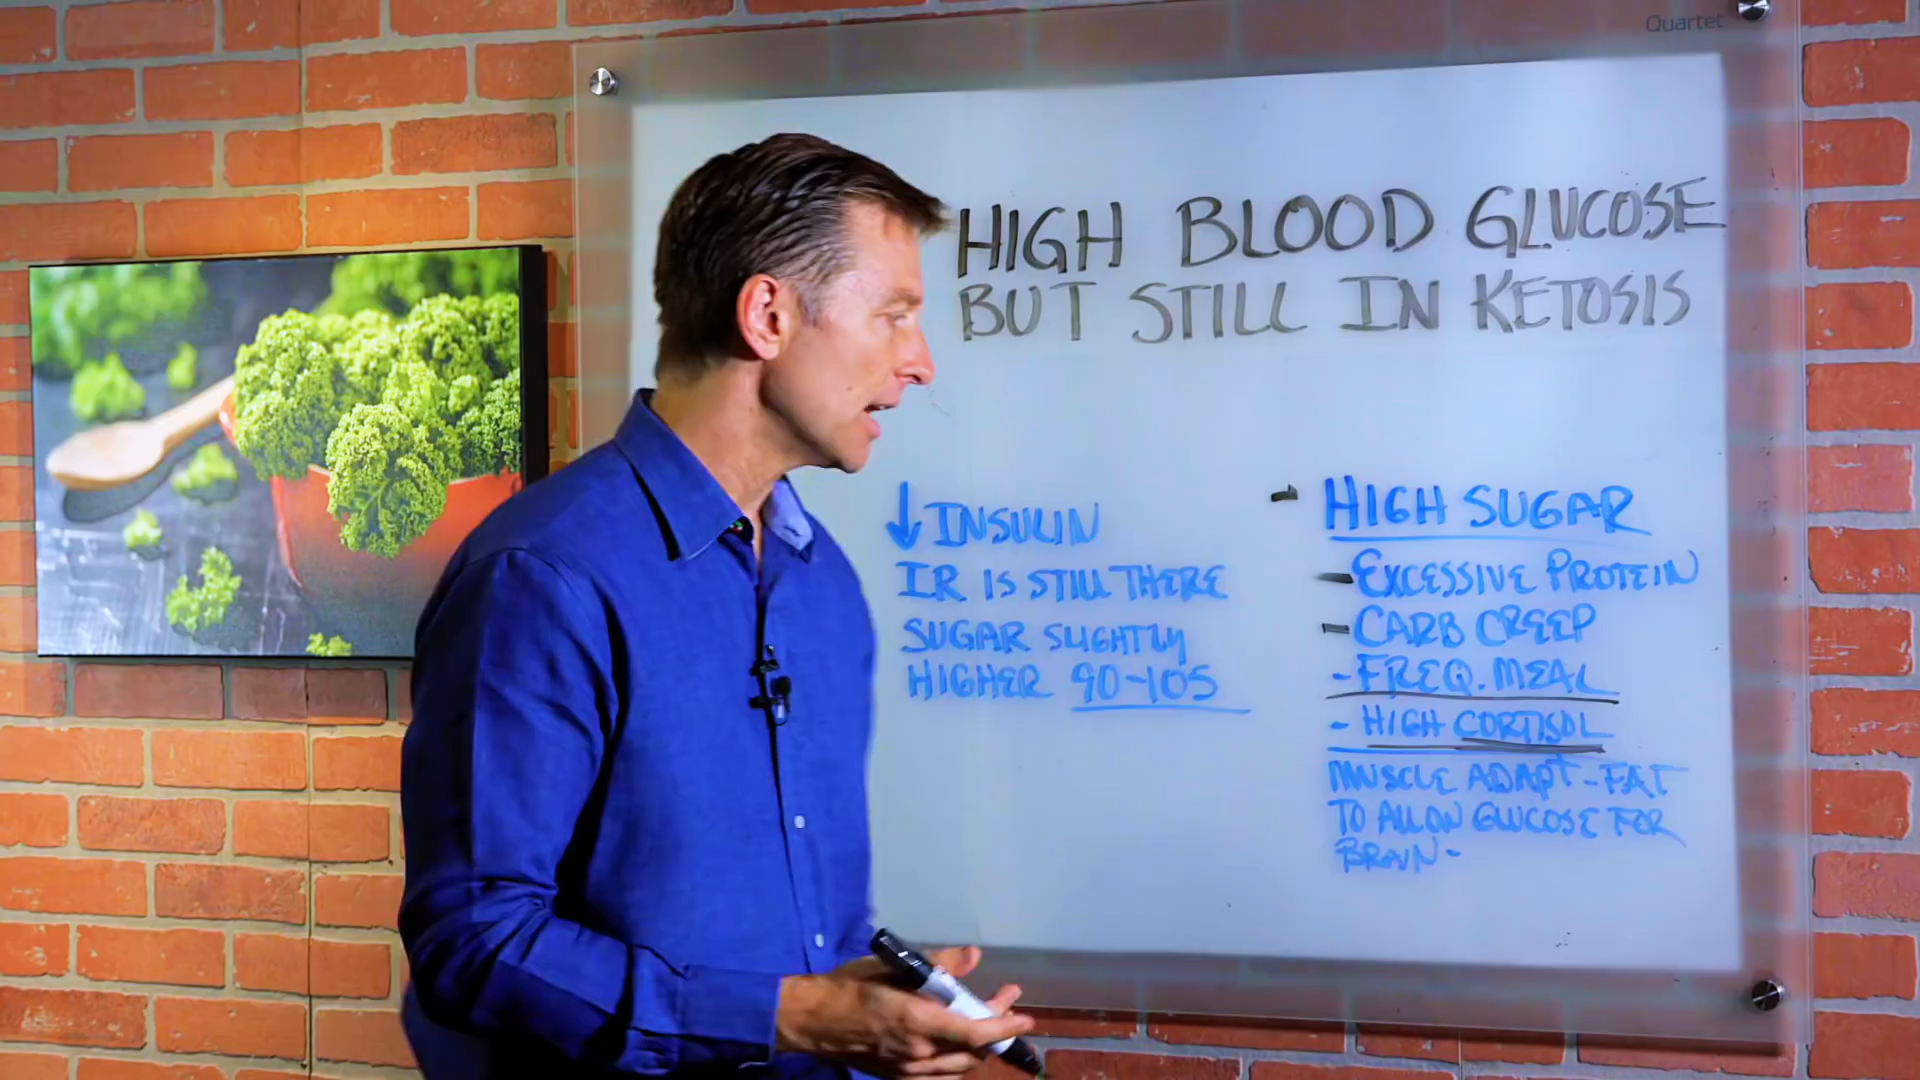 Quartet
HIGH BLOOD GLUCOSE
BUT STILL IN KETOSIS
↓ INSULIN
IR IS STILL THERE
SUGAR SLIGHTLY
HIGHER 90-105
- HIGH SUGAR
- EXCESSIVE PROTEIN
- CARB CREEP
- FREQ. MEAL
- HIGH CORTISOL
MUSCLE ADAPT - FAT
TO ALLOW GLUCOSE FOR
BRAIN -